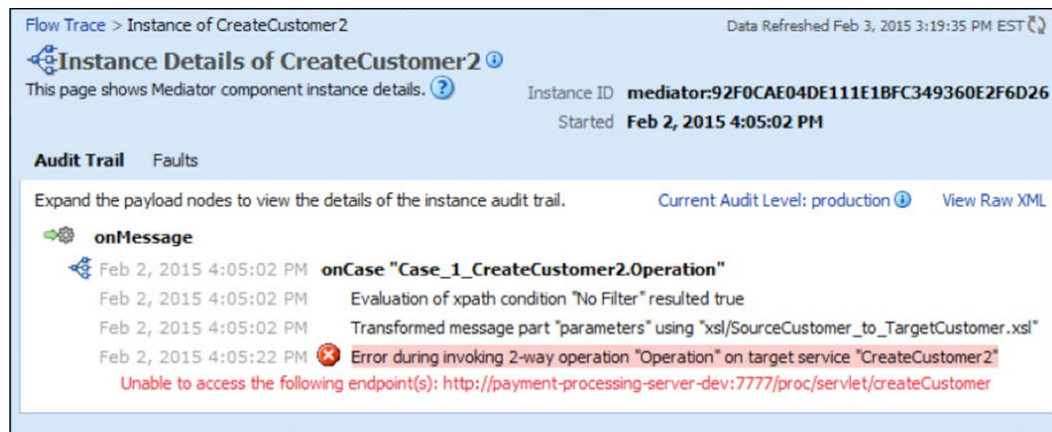 Flow Trace > Instance of CreateCustomer2 Data Refreshed Feb 3, 2015 3:19:35 PM EST
Instance Details of CreateCustomer2
This page shows Mediator component instance details. Instance ID mediator:92F0CAE04DE111E1BFC349360E2F6D26
Started Feb 2, 2015 4:05:02 PM
Audit Trail Faults
Expand the payload nodes to view the details of the instance audit trail. Current Audit Level: production View Raw XML
onMessage
Feb 2, 2015 4:05:02 PM onCase "Case_1_CreateCustomer2.Operation"
Feb 2, 2015 4:05:02 PM Evaluation of xpath condition "No Filter" resulted true
Feb 2, 2015 4:05:02 PM Transformed message part "parameters" using "xsl/SourceCustomer_to_TargetCustomer.xsl"
Feb 2, 2015 4:05:22 PM Error during invoking 2-way operation "Operation" on target service "CreateCustomer2"
Unable to access the following endpoint(s): http://payment-processing-server-dev:7777/proc/servlet/createCustomer